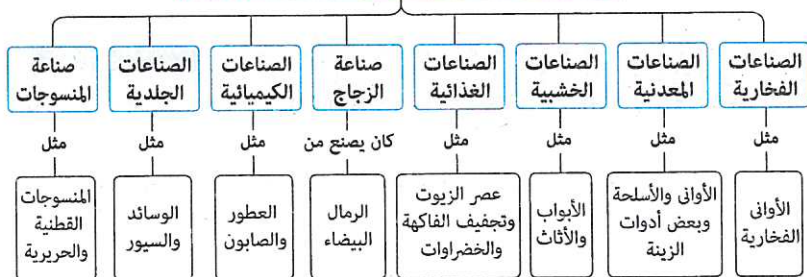 الصناعات
الفخارية
الصناعات
المعدنية
الصناعات
الخشبية
الصناعات
الغذائية
صناعة
الزجاج
الصناعات
الكيميائية
الصناعات
الجلدية
صناعة
المنسوجات
مثل
مثل
مثل
مثل
كان يصنع من
مثل
مثل
مثل
الأوانى
الفخارية
الأوانى والأسلحة
وبعض أدوات
الزينة
الأبواب
والأثاث
عصر الزيوت
وتجفيف الفاكهة
والخضراوات
الرمال
البيضاء
العطور
والصابون
الوسائد
والسيور
المنسوجات
القطنية
والحريرية